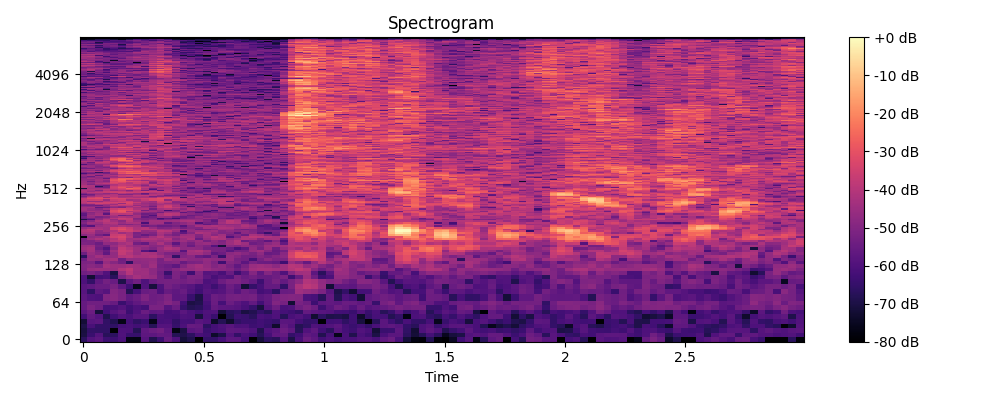 Spectrogram
Hz
4096
2048
1024
512
256
128
64
0
0 0.5 1 1.5 2 2.5
Time
+0 dB
-10 dB
-20 dB
-30 dB
-40 dB
-50 dB
-60 dB
-70 dB
-80 dB